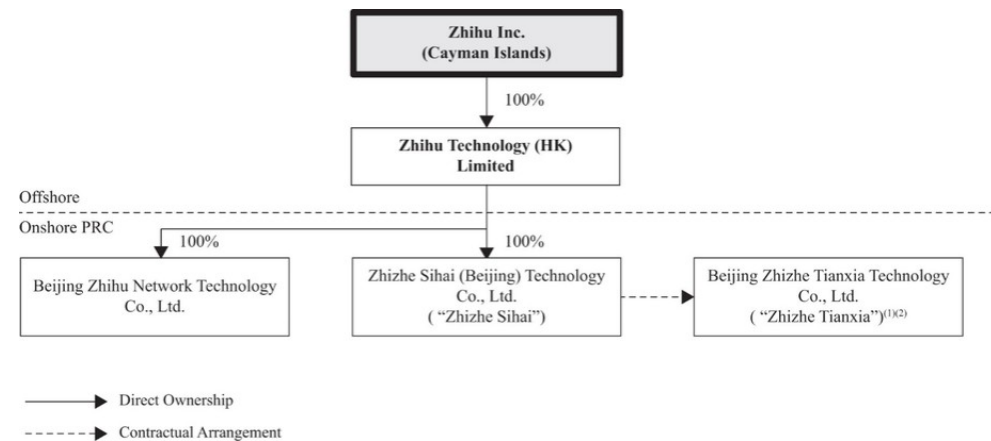 Zhihu Inc.
(Cayman Islands)
100%
Zhihu Technology (HK)
Limited
Offshore
Onshore PRC
100%
100%
Beijing Zhihu Network Technology
Co., Ltd.
Zhizhe Sihai (Beijing) Technology
Co., Ltd.
( “Zhizhe Sihai”)
Beijing Zhizhe Tianxia Technology
Co., Ltd.
( “Zhizhe Tianxia”)(1)(2)
Direct Ownership
Contractual Arrangement